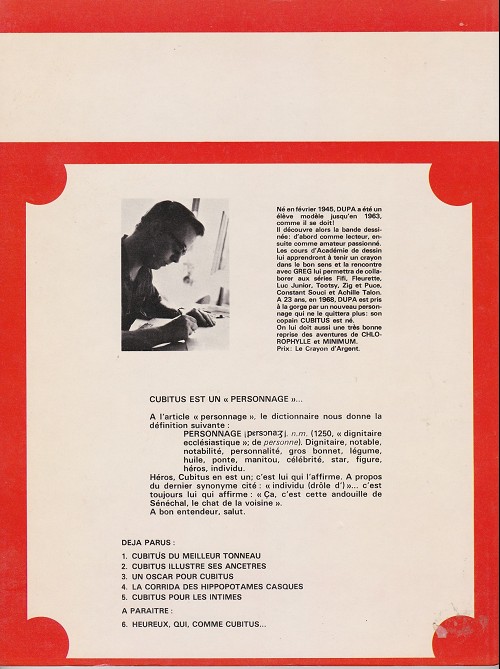 Né en février 1945, DUPA a été un
élève modèle jusqu'en 1963,
comme il se doit!
Il découvre alors la bande dessi-
née: d'abord comme lecteur, en-
suite comme amateur passionné.
Les cours d'Académie de dessin
lui apprendront à tenir un crayon
dans le bon sens et la rencontre
avec GREG lui permettra de colla-
borer aux séries Fifi, Fleurette,
Luc Junior, Tootsy, Zig et Puce,
Constant Souci et Achille Talon.
A 23 ans, en 1968, DUPA est pris
à la gorge par un nouveau person-
nage qui ne le quittera plus: son
copain CUBITUS est né.
On lui doit aussi une très bonne
reprise des aventures de CHLO-
ROPHYLLE et MINIMUM.
Prix: Le Crayon d'Argent.
CUBITUS EST UN « PERSONNAGE »...
A l'article « personnage », le dictionnaire nous donne la
définition suivante :
PERSONNAGE [pɛrsɔnaʒ]. n.m. (1250, « dignitaire
ecclésiastique »; de personne). Dignitaire, notable,
notabilité, personnalité, gros bonnet, légume,
huile, ponte, manitou, célébrité, star, figure,
héros, individu.
Héros, Cubitus en est un; c'est lui qui l'affirme. A propos
du dernier synonyme cité : « individu (drôle d') »... c'est
toujours lui qui affirme : « Ça, c'est cette andouille de
Sénéchal, le chat de la voisine ».
A bon entendeur, salut.
DEJA PARUS :
1. CUBITUS DU MEILLEUR TONNEAU
2. CUBITUS ILLUSTRE SES ANCETRES
3. UN OSCAR POUR CUBITUS
4. LA CORRIDA DES HIPPOPOTAMES CASQUES
5. CUBITUS POUR LES INTIMES
A PARAITRE :
6. HEUREUX, QUI, COMME CUBITUS...